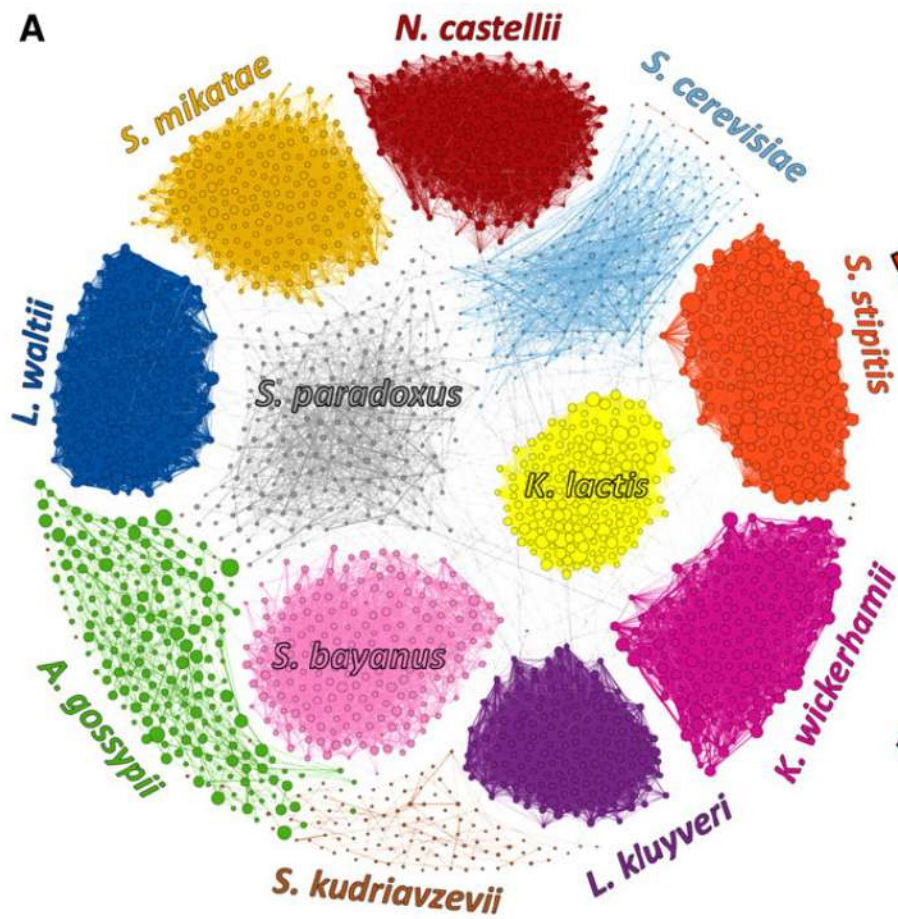 A
N. castellii
S. mikatae
S. cerevisiae
L. waltii
S. stipitis
S. paradoxus
K. lactis
S. bayanus
A. gossypii
K. wickerhamii
L. kluyveri
S. kudriavzevii